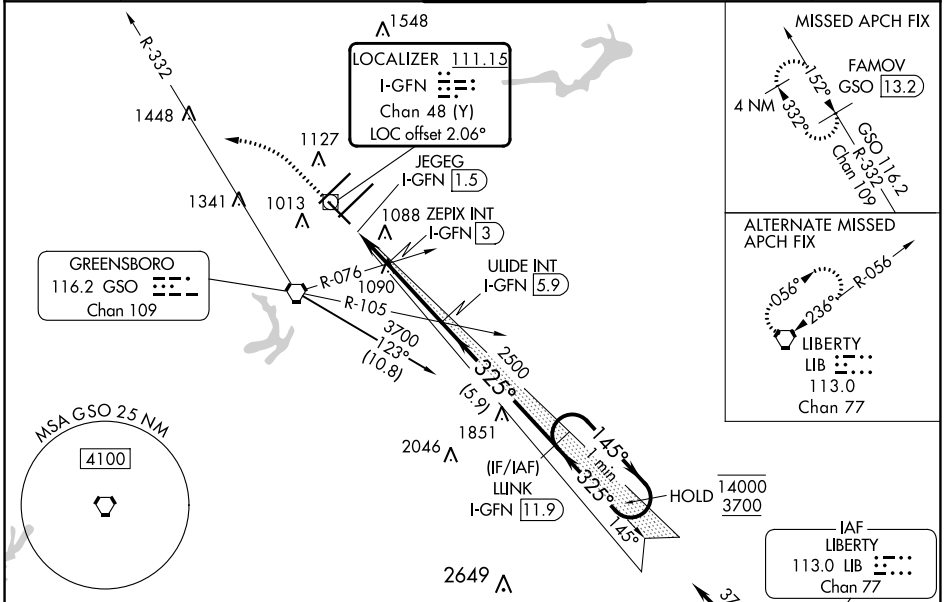 1548
R-332
LOCALIZER 111.15
I-GFN
Chan 48 (Y)
LOC offset 2.06°
1448
1127
JEGEG
I-GFN 1.5
1341
1013
1088
ZEPIX INT
I-GFN 3
GREENSBORO
116.2 GSO
Chan 109
R-076
1090
ULIDE INT
I-GFN 5.9
R-105
3700
123°
(10.8)
2500
325°
(5.9)
1851
2046
145°
1 min
325°
145°
(IF/IAF)
LLINK
I-GFN 11.9
HOLD
14000
3700
MSA GSO 25 NM
4100
2649
37
IAF
LIBERTY
113.0 LIB
Chan 77
MISSED APCH FIX
FAMOV
GSO 13.2
152°
332°
4 NM
GSO 116.2
R-332
Chan 109
ALTERNATE MISSED
APCH FIX
056°
236°
R-056
LIBERTY
LIB
113.0
Chan 77